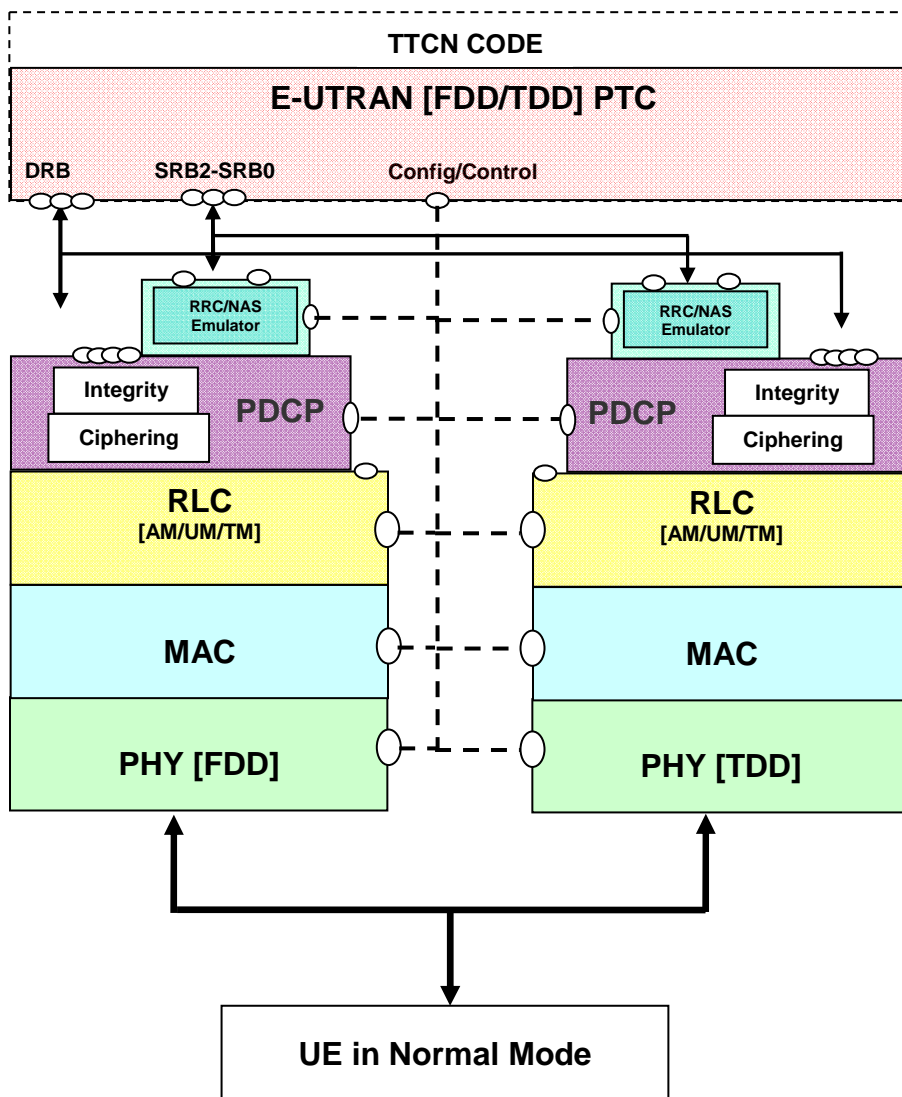 TTCN CODE
E-UTRAN [FDD/TDD] PTC
DRB
SRB2-SRB0
Config/Control
RRC/NAS
Emulator
RRC/NAS
Emulator
Integrity
Ciphering
PDCP
PDCP
Integrity
Ciphering
RLC
[AM/UM/TM]
RLC
[AM/UM/TM]
MAC
MAC
PHY [FDD]
PHY [TDD]
UE in Normal Mode